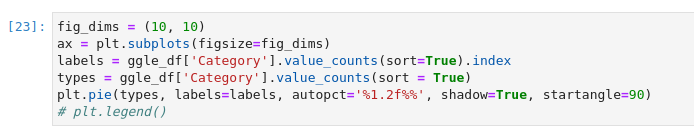 [23]: fig_dims = (10, 10)
ax = plt.subplots(figsize=fig_dims)
labels = ggle_df['Category'].value_counts(sort=True).index
types = ggle_df['Category'].value_counts(sort = True)
plt.pie(types, labels=labels, autopct='%1.2f%%', shadow=True, startangle=90)
# plt.legend()